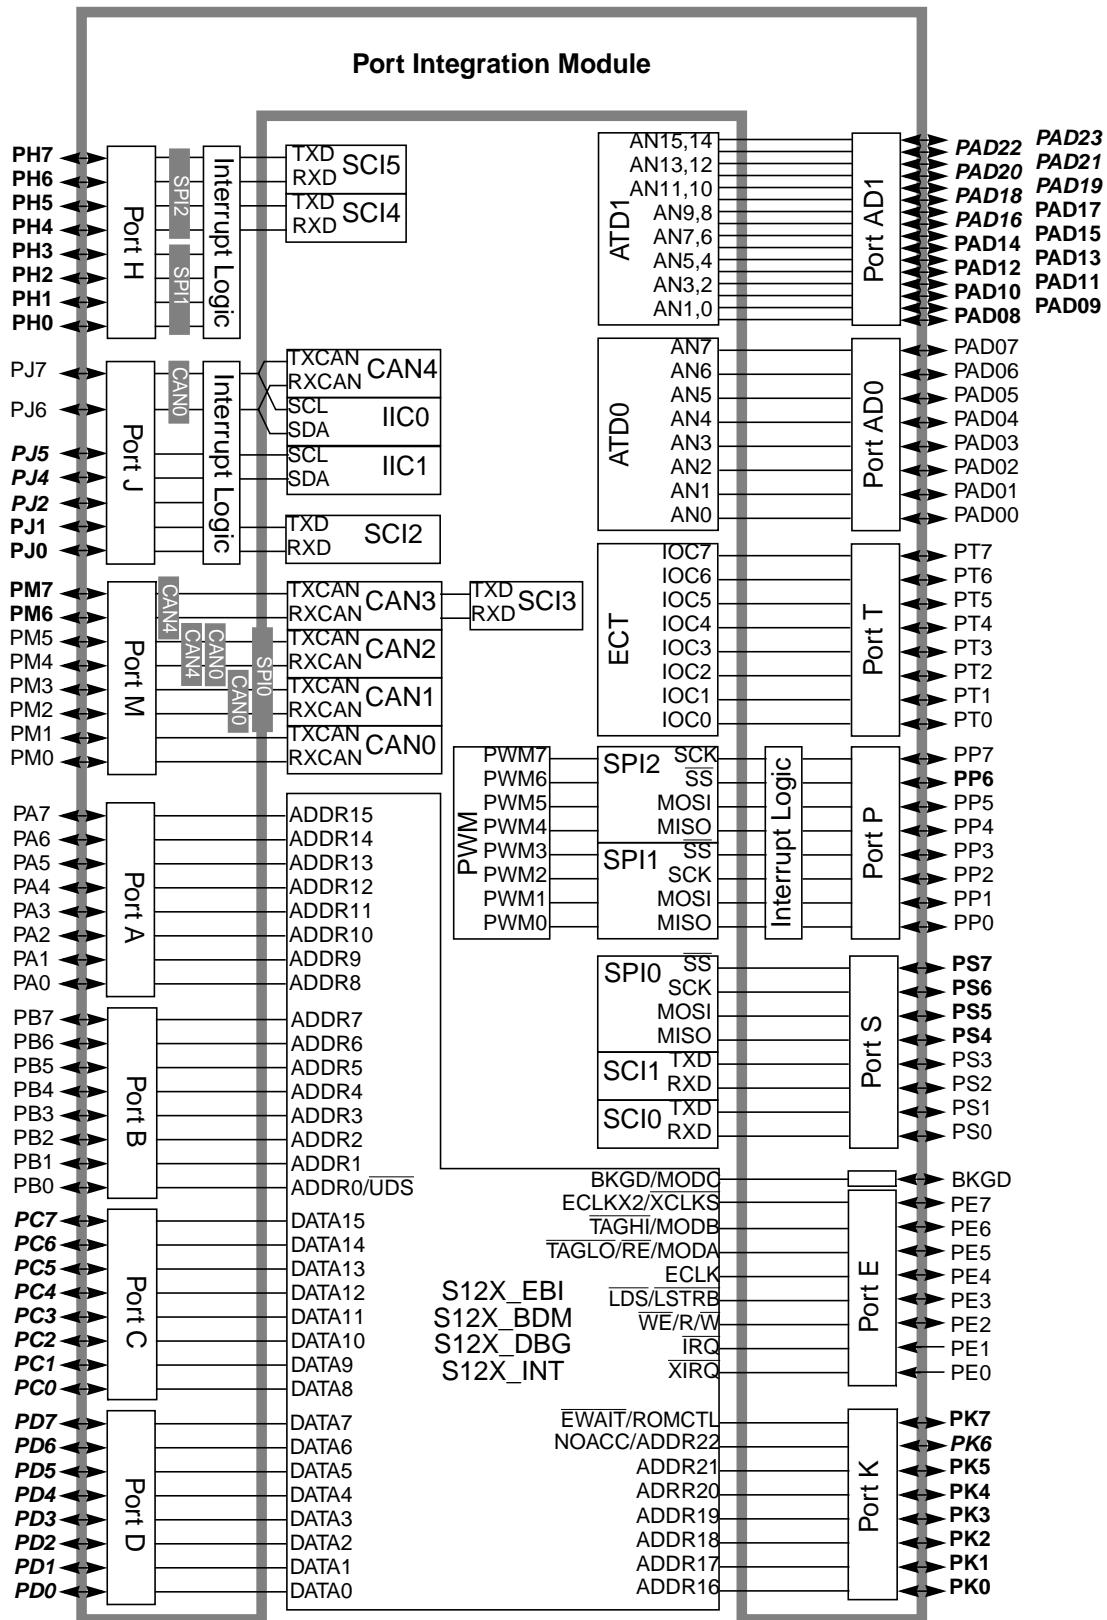 Port Integration Module
PH7
PH6
PH5
PH4
PH3
PH2
PH1
PH0
Port H
SPI2
SPI1
Interrupt Logic
TXD
RXD
SCI5
TXD
RXD
SCI4
PJ7
PJ6
PJ5
PJ4
PJ2
PJ1
PJ0
Port J
CAN0
Interrupt Logic
TXCAN
RXCAN
CAN4
SCL
SDA
IIC0
SCL
SDA
IIC1
TXD
RXD
SCI2
PM7
PM6
PM5
PM4
PM3
PM2
PM1
PM0
Port M
CAN4
CAN4
CAN0
CAN0
SPI0
TXCAN
RXCAN
CAN3
TXD
RXD
SCI3
TXCAN
RXCAN
CAN2
TXCAN
RXCAN
CAN1
TXCAN
RXCAN
CAN0
PA7
PA6
PA5
PA4
PA3
PA2
PA1
PA0
Port A
ADDR15
ADDR14
ADDR13
ADDR12
ADDR11
ADDR10
ADDR9
ADDR8
PB7
PB6
PB5
PB4
PB3
PB2
PB1
PB0
Port B
ADDR7
ADDR6
ADDR5
ADDR4
ADDR3
ADDR2
ADDR1
ADDR0/UDS
PC7
PC6
PC5
PC4
PC3
PC2
PC1
PC0
Port C
DATA15
DATA14
DATA13
DATA12
DATA11
DATA10
DATA9
DATA8
PD7
PD6
PD5
PD4
PD3
PD2
PD1
PD0
Port D
DATA7
DATA6
DATA5
DATA4
DATA3
DATA2
DATA1
DATA0
S12X_EBI
S12X_BDM
S12X_DBG
S12X_INT
ATD1
AN15,14
AN13,12
AN11,10
AN9,8
AN7,6
AN5,4
AN3,2
AN1,0
Port AD1
PAD23
PAD22
PAD21
PAD20
PAD19
PAD18
PAD17
PAD16
PAD15
PAD14
PAD13
PAD12
PAD11
PAD10
PAD09
PAD08
ATD0
AN7
AN6
AN5
AN4
AN3
AN2
AN1
AN0
Port AD0
PAD07
PAD06
PAD05
PAD04
PAD03
PAD02
PAD01
PAD00
ECT
IOC7
IOC6
IOC5
IOC4
IOC3
IOC2
IOC1
IOC0
Port T
PT7
PT6
PT5
PT4
PT3
PT2
PT1
PT0
PWM
PWM7
PWM6
PWM5
PWM4
PWM3
PWM2
PWM1
PWM0
SPI2
SCK
SS
MOSI
MISO
SPI1
SS
SCK
MOSI
MISO
Interrupt Logic
Port P
PP7
PP6
PP5
PP4
PP3
PP2
PP1
PP0
SPI0
SS
SCK
MOSI
MISO
SCI1
TXD
RXD
SCI0
TXD
RXD
Port S
PS7
PS6
PS5
PS4
PS3
PS2
PS1
PS0
BKGD/MODC
BKGD
ECLKX2/XCLKS
TAGHI/MODB
TAGLO/RE/MODA
ECLK
LDS/LSTRB
WE/R/W
IRQ
XIRQ
Port E
PE7
PE6
PE5
PE4
PE3
PE2
PE1
PE0
EWAIT/ROMCTL
NOACC/ADDR22
ADDR21
ADRR20
ADDR19
ADDR18
ADDR17
ADDR16
Port K
PK7
PK6
PK5
PK4
PK3
PK2
PK1
PK0